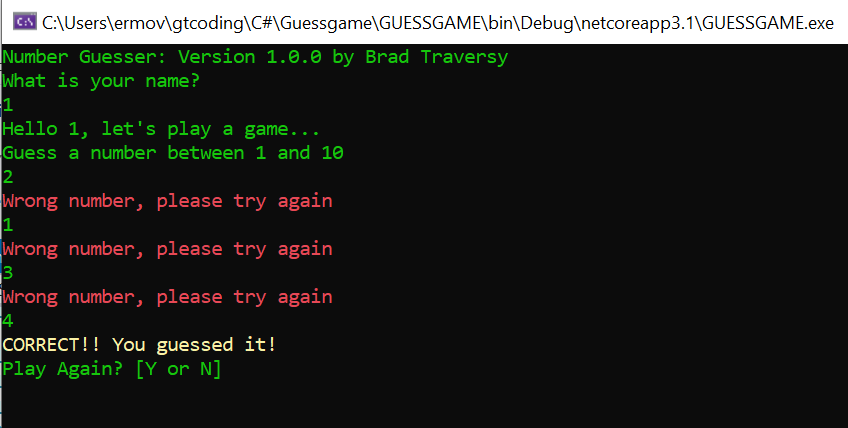 C:\Users\ermov\gtcoding\C#\Guessgame\GUESSGAME\bin\Debug\netcoreapp3.1\GUESSGAME.exe
Number Guesser: Version 1.0.0 by Brad Traversy
What is your name?
1
Hello 1, let's play a game...
Guess a number between 1 and 10
2
Wrong number, please try again
1
Wrong number, please try again
3
Wrong number, please try again
4
CORRECT!! You guessed it!
Play Again? [Y or N]